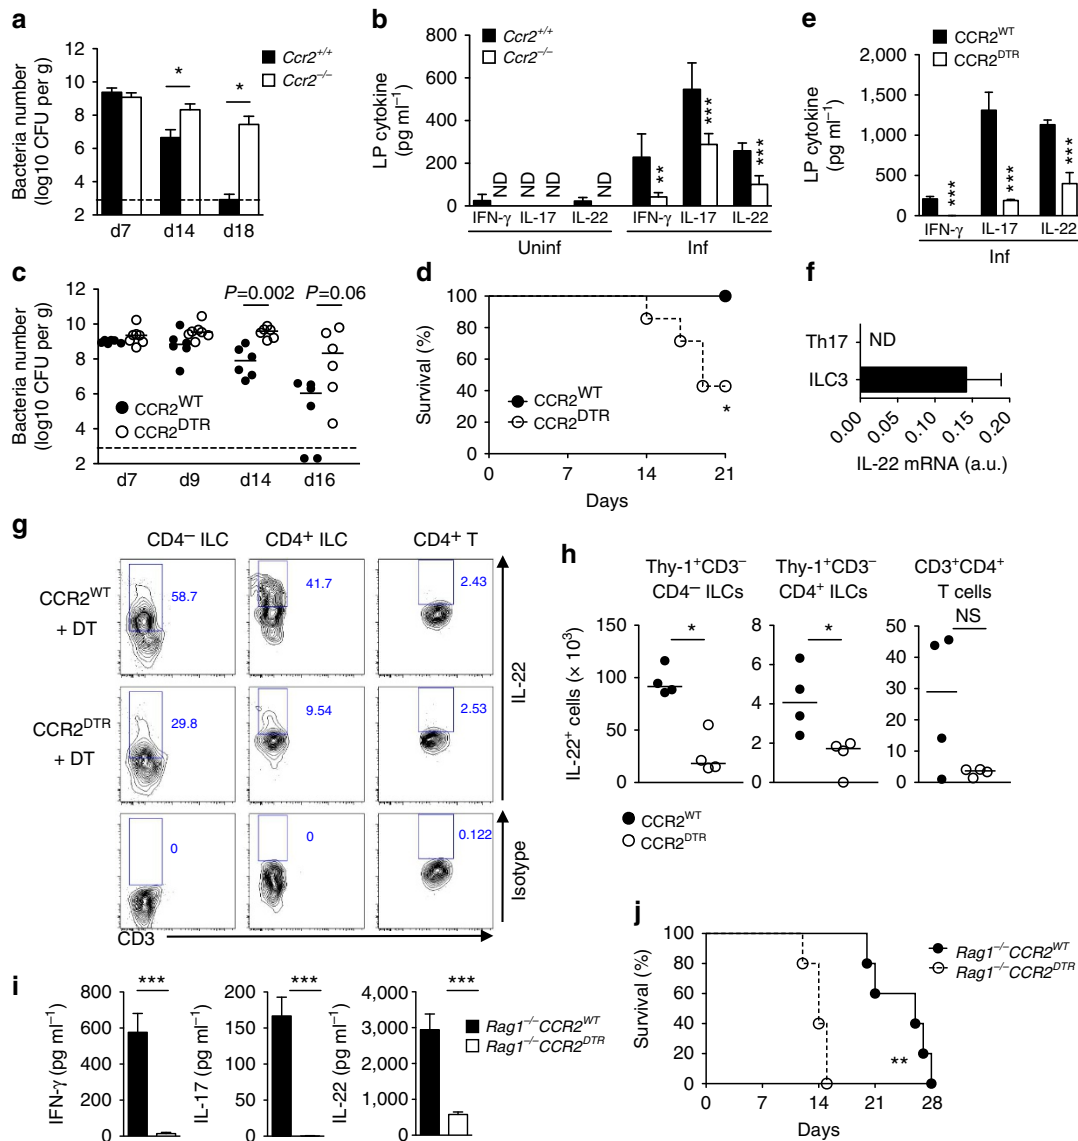 a
Bacteria number
(log10 CFU per g)
12
10
8
6
4
2
*
*
Ccr2+/+
Ccr2−/−
d7 d14 d18
b
LP cytokine
(pg ml−1)
800
600
400
200
0
Ccr2+/+
Ccr2−/−
ND ND ND ND
** *** ***
IFN-γ IL-17 IL-22 IFN-γ IL-17 IL-22
Uninf Inf
e
LP cytokine
(pg ml−1)
2,000
1,500
1,000
500
0
CCR2WT
CCR2DTR
*** *** ***
IFN-γ IL-17 IL-22
Inf
c
Bacteria number
(log10 CFU per g)
12
10
8
6
4
2
P=0.002 P=0.06
CCR2WT
CCR2DTR
d7 d9 d14 d16
d
Survival (%)
100
80
60
40
20
0
CCR2WT
CCR2DTR
*
0 7 14 21
Days
f
Th17 ND
ILC3
0.00 0.05 0.10 0.15 0.20
IL-22 mRNA (a.u.)
g
CD4− ILC CD4+ ILC CD4+ T
CCR2WT
+ DT
58.7 41.7 2.43
CCR2DTR
+ DT
29.8 9.54 2.53
IL-22
0 0 0.122
Isotype
CD3
h
Thy-1+CD3−
CD4− ILCs
Thy-1+CD3−
CD4+ ILCs
CD3+CD4+
T cells
IL-22+ cells (× 103)
* * NS
100
50
0
8
6
4
2
0
50
40
30
20
10
0
CCR2WT
CCR2DTR
i
IFN-γ (pg ml−1)
800
600
400
200
0
***
IL-17 (pg ml−1)
200
150
100
50
0
***
IL-22 (pg ml−1)
4,000
3,000
2,000
1,000
0
***
Rag1−/−CCR2WT
Rag1−/−CCR2DTR
j
Survival (%)
100
80
60
40
20
0
**
Rag1−/−CCR2WT
Rag1−/−CCR2DTR
0 7 14 21 28
Days